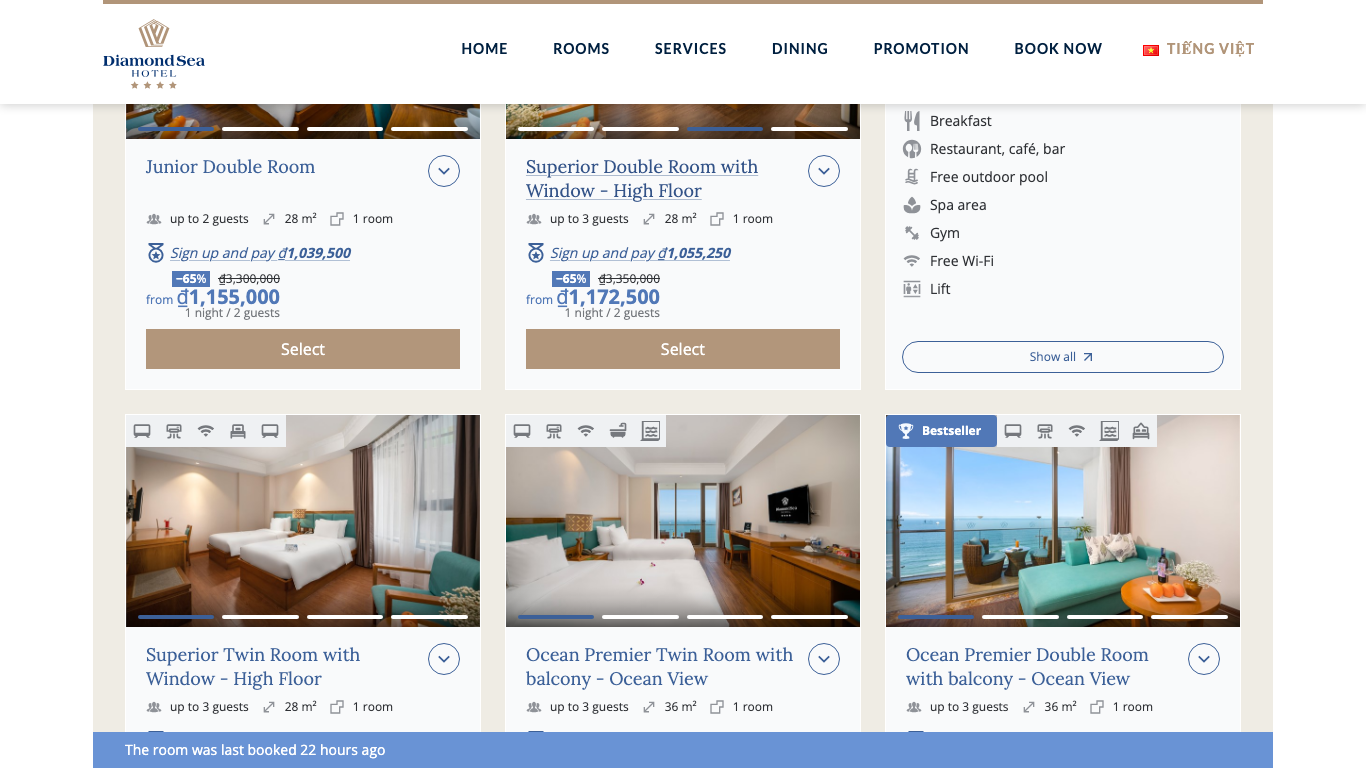 Diamond Sea
HOTEL
HOME
ROOMS
SERVICES
DINING
PROMOTION
BOOK NOW
TIẾNG VIỆT
Junior Double Room
up to 2 guests
28 m²
1 room
Sign up and pay ₫1,039,500
−65%
₫3,300,000
from ₫1,155,000
1 night / 2 guests
Select
Superior Double Room with
Window - High Floor
up to 3 guests
28 m²
1 room
Sign up and pay ₫1,055,250
−65%
₫3,350,000
from ₫1,172,500
1 night / 2 guests
Select
Breakfast
Restaurant, café, bar
Free outdoor pool
Spa area
Gym
Free Wi-Fi
Lift
Show all
Superior Twin Room with
Window - High Floor
up to 3 guests
28 m²
1 room
DiamondSea
Ocean Premier Twin Room with
balcony - Ocean View
up to 3 guests
36 m²
1 room
Bestseller
Ocean Premier Double Room
with balcony - Ocean View
up to 3 guests
36 m²
1 room
The room was last booked 22 hours ago